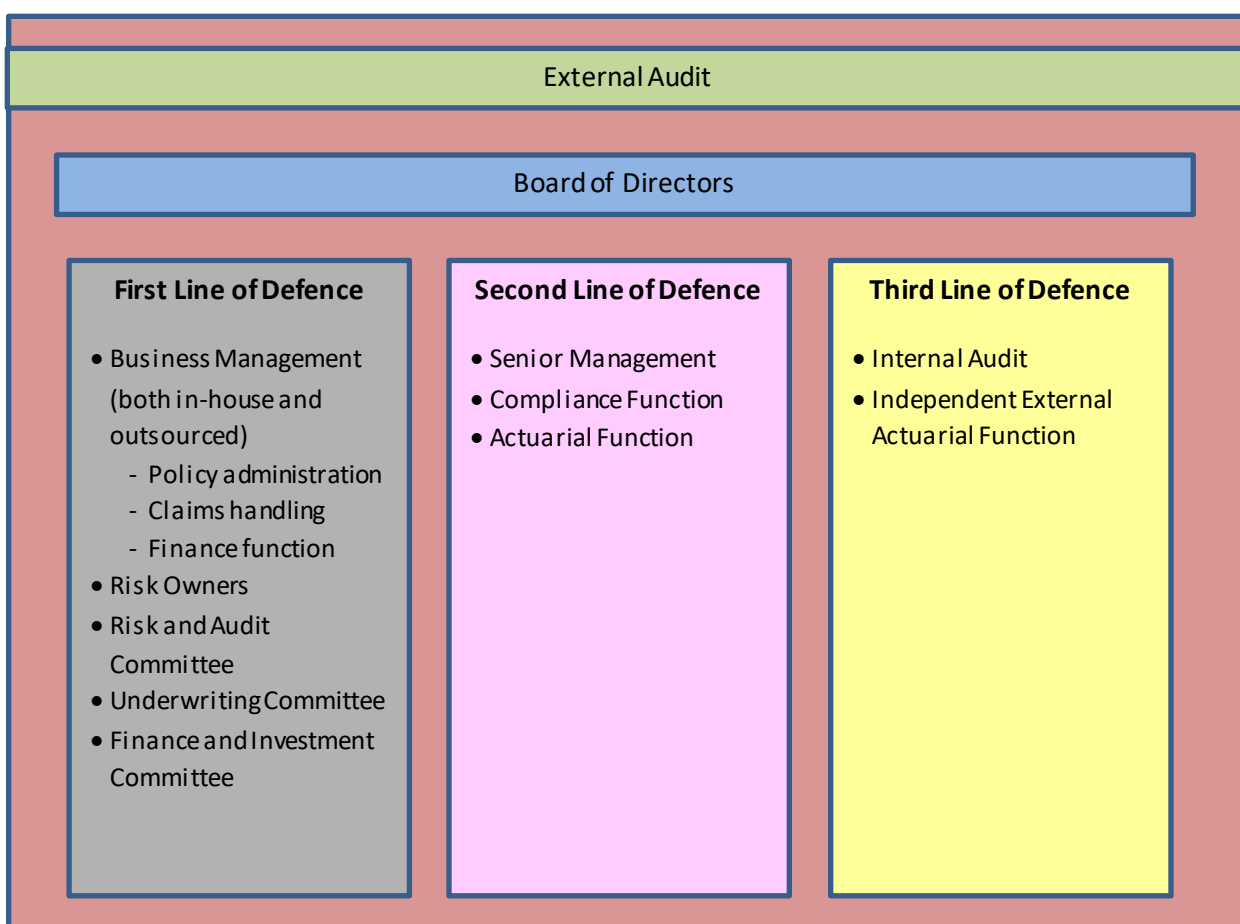 External Audit
Board of Directors
First Line of Defence
• Business Management
(both in-house and
outsourced)
- Policy administration
- Claims handling
- Finance function
• Risk Owners
• Risk and Audit
Committee
• Underwriting Committee
• Finance and Investment
Committee
Second Line of Defence
• Senior Management
• Compliance Function
• Actuarial Function
Third Line of Defence
• Internal Audit
• Independent External
Actuarial Function